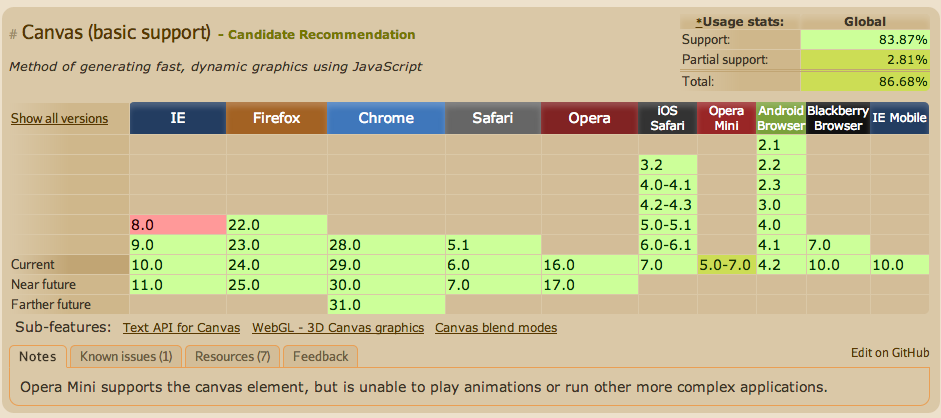 # Canvas (basic support) - Candidate Recommendation
*Usage stats: Global
Support: 83.87%
Partial support: 2.81%
Total: 86.68%
Method of generating fast, dynamic graphics using JavaScript
Show all versions IE Firefox Chrome Safari Opera iOS Safari Opera Mini Android Browser Blackberry Browser IE Mobile
2.1
3.2 2.2
4.0-4.1 2.3
4.2-4.3 3.0
8.0 22.0 5.0-5.1 4.0
9.0 23.0 28.0 5.1 6.0-6.1 4.1 7.0
Current 10.0 24.0 29.0 6.0 16.0 7.0 5.0-7.0 4.2 10.0 10.0
Near future 11.0 25.0 30.0 7.0 17.0
Farther future 31.0
Sub-features: Text API for Canvas WebGL - 3D Canvas graphics Canvas blend modes
Notes Known issues (1) Resources (7) Feedback Edit on GitHub
Opera Mini supports the canvas element, but is unable to play animations or run other more complex applications.